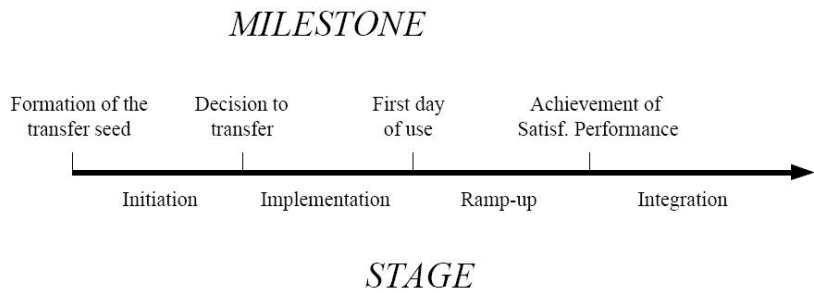 MILESTONE
Formation of the
transfer seed
Decision to
transfer
First day
of use
Achievement of
Satisf. Performance
Initiation
Implementation
Ramp-up
Integration
STAGE